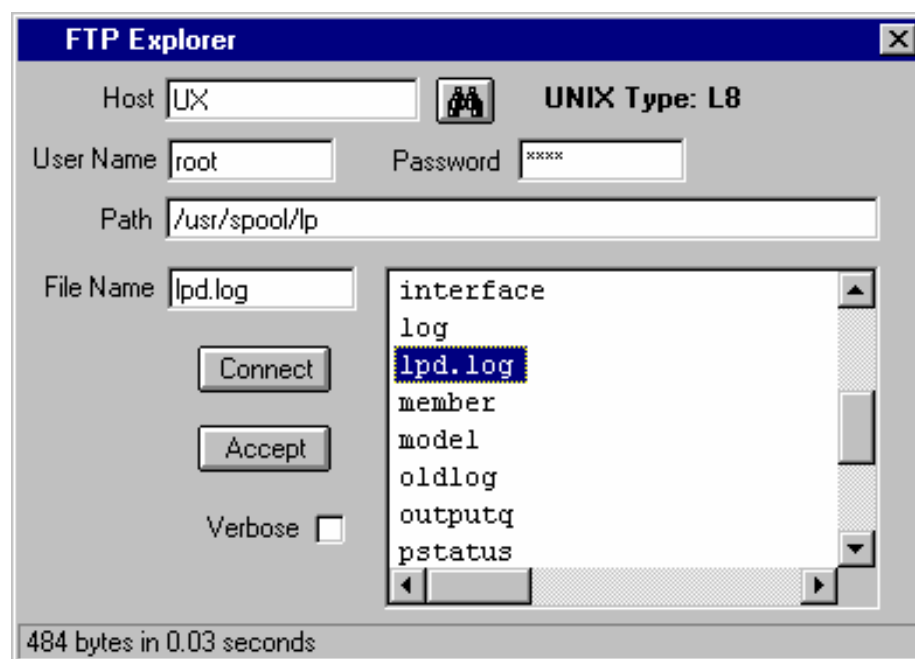 FTP Explorer
Host UX UNIX Type: L8
User Name root Password ****
Path /usr/spool/lp
File Name lpd.log
interface
log
lpd.log
member
model
oldlog
outputq
pstatus
Connect
Accept
Verbose
484 bytes in 0.03 seconds